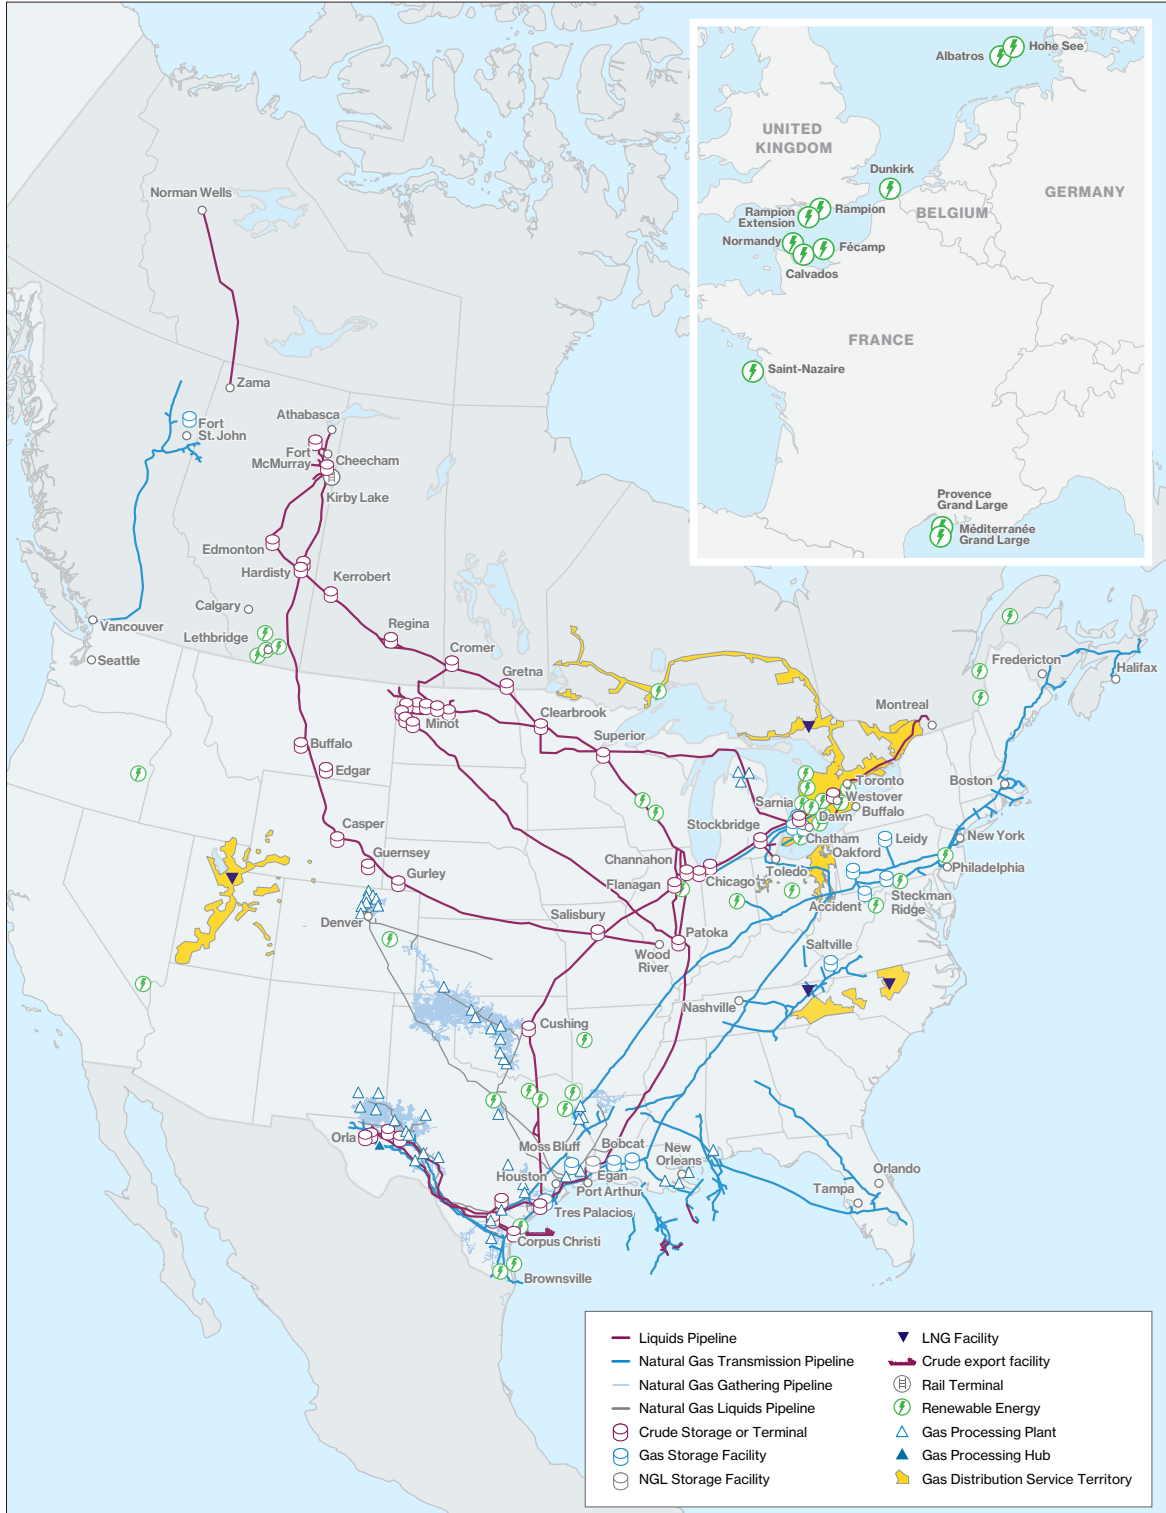 Albatros
Hohe See
UNITED
KINGDOM
Dunkirk
GERMANY
Rampion
Extension
Rampion
BELGIUM
Normandy
Fécamp
Calvados
FRANCE
Saint-Nazaire
Provence
Grand Large
Méditerranée
Grand Large
Norman Wells
Zama
Fort
St. John
Athabasca
Fort
McMurray
Cheecham
Kirby Lake
Edmonton
Hardisty
Kerrobert
Calgary
Vancouver
Lethbridge
Regina
Seattle
Cromer
Gretna
Fredericton
Halifax
Montreal
Minot
Clearbrook
Superior
Buffalo
Edgar
Toronto
Boston
Sarnia
Westover
Buffalo
Casper
Stockbridge
Dawn
Chatham
Leidy
New York
Guernsey
Channahon
Oakford
Gurley
Flanagan
Chicago
Toledo
Philadelphia
Steckman
Ridge
Accident
Denver
Salisbury
Patoka
Wood
River
Saltville
Nashville
Cushing
Orla
Moss Bluff
Bobcat
New
Orleans
Houston
Egan
Port Arthur
Orlando
Tampa
Tres Palacios
Corpus Christi
Brownsville
Liquids Pipeline
Natural Gas Transmission Pipeline
Natural Gas Gathering Pipeline
Natural Gas Liquids Pipeline
Crude Storage or Terminal
Gas Storage Facility
NGL Storage Facility
LNG Facility
Crude export facility
Rail Terminal
Renewable Energy
Gas Processing Plant
Gas Processing Hub
Gas Distribution Service Territory